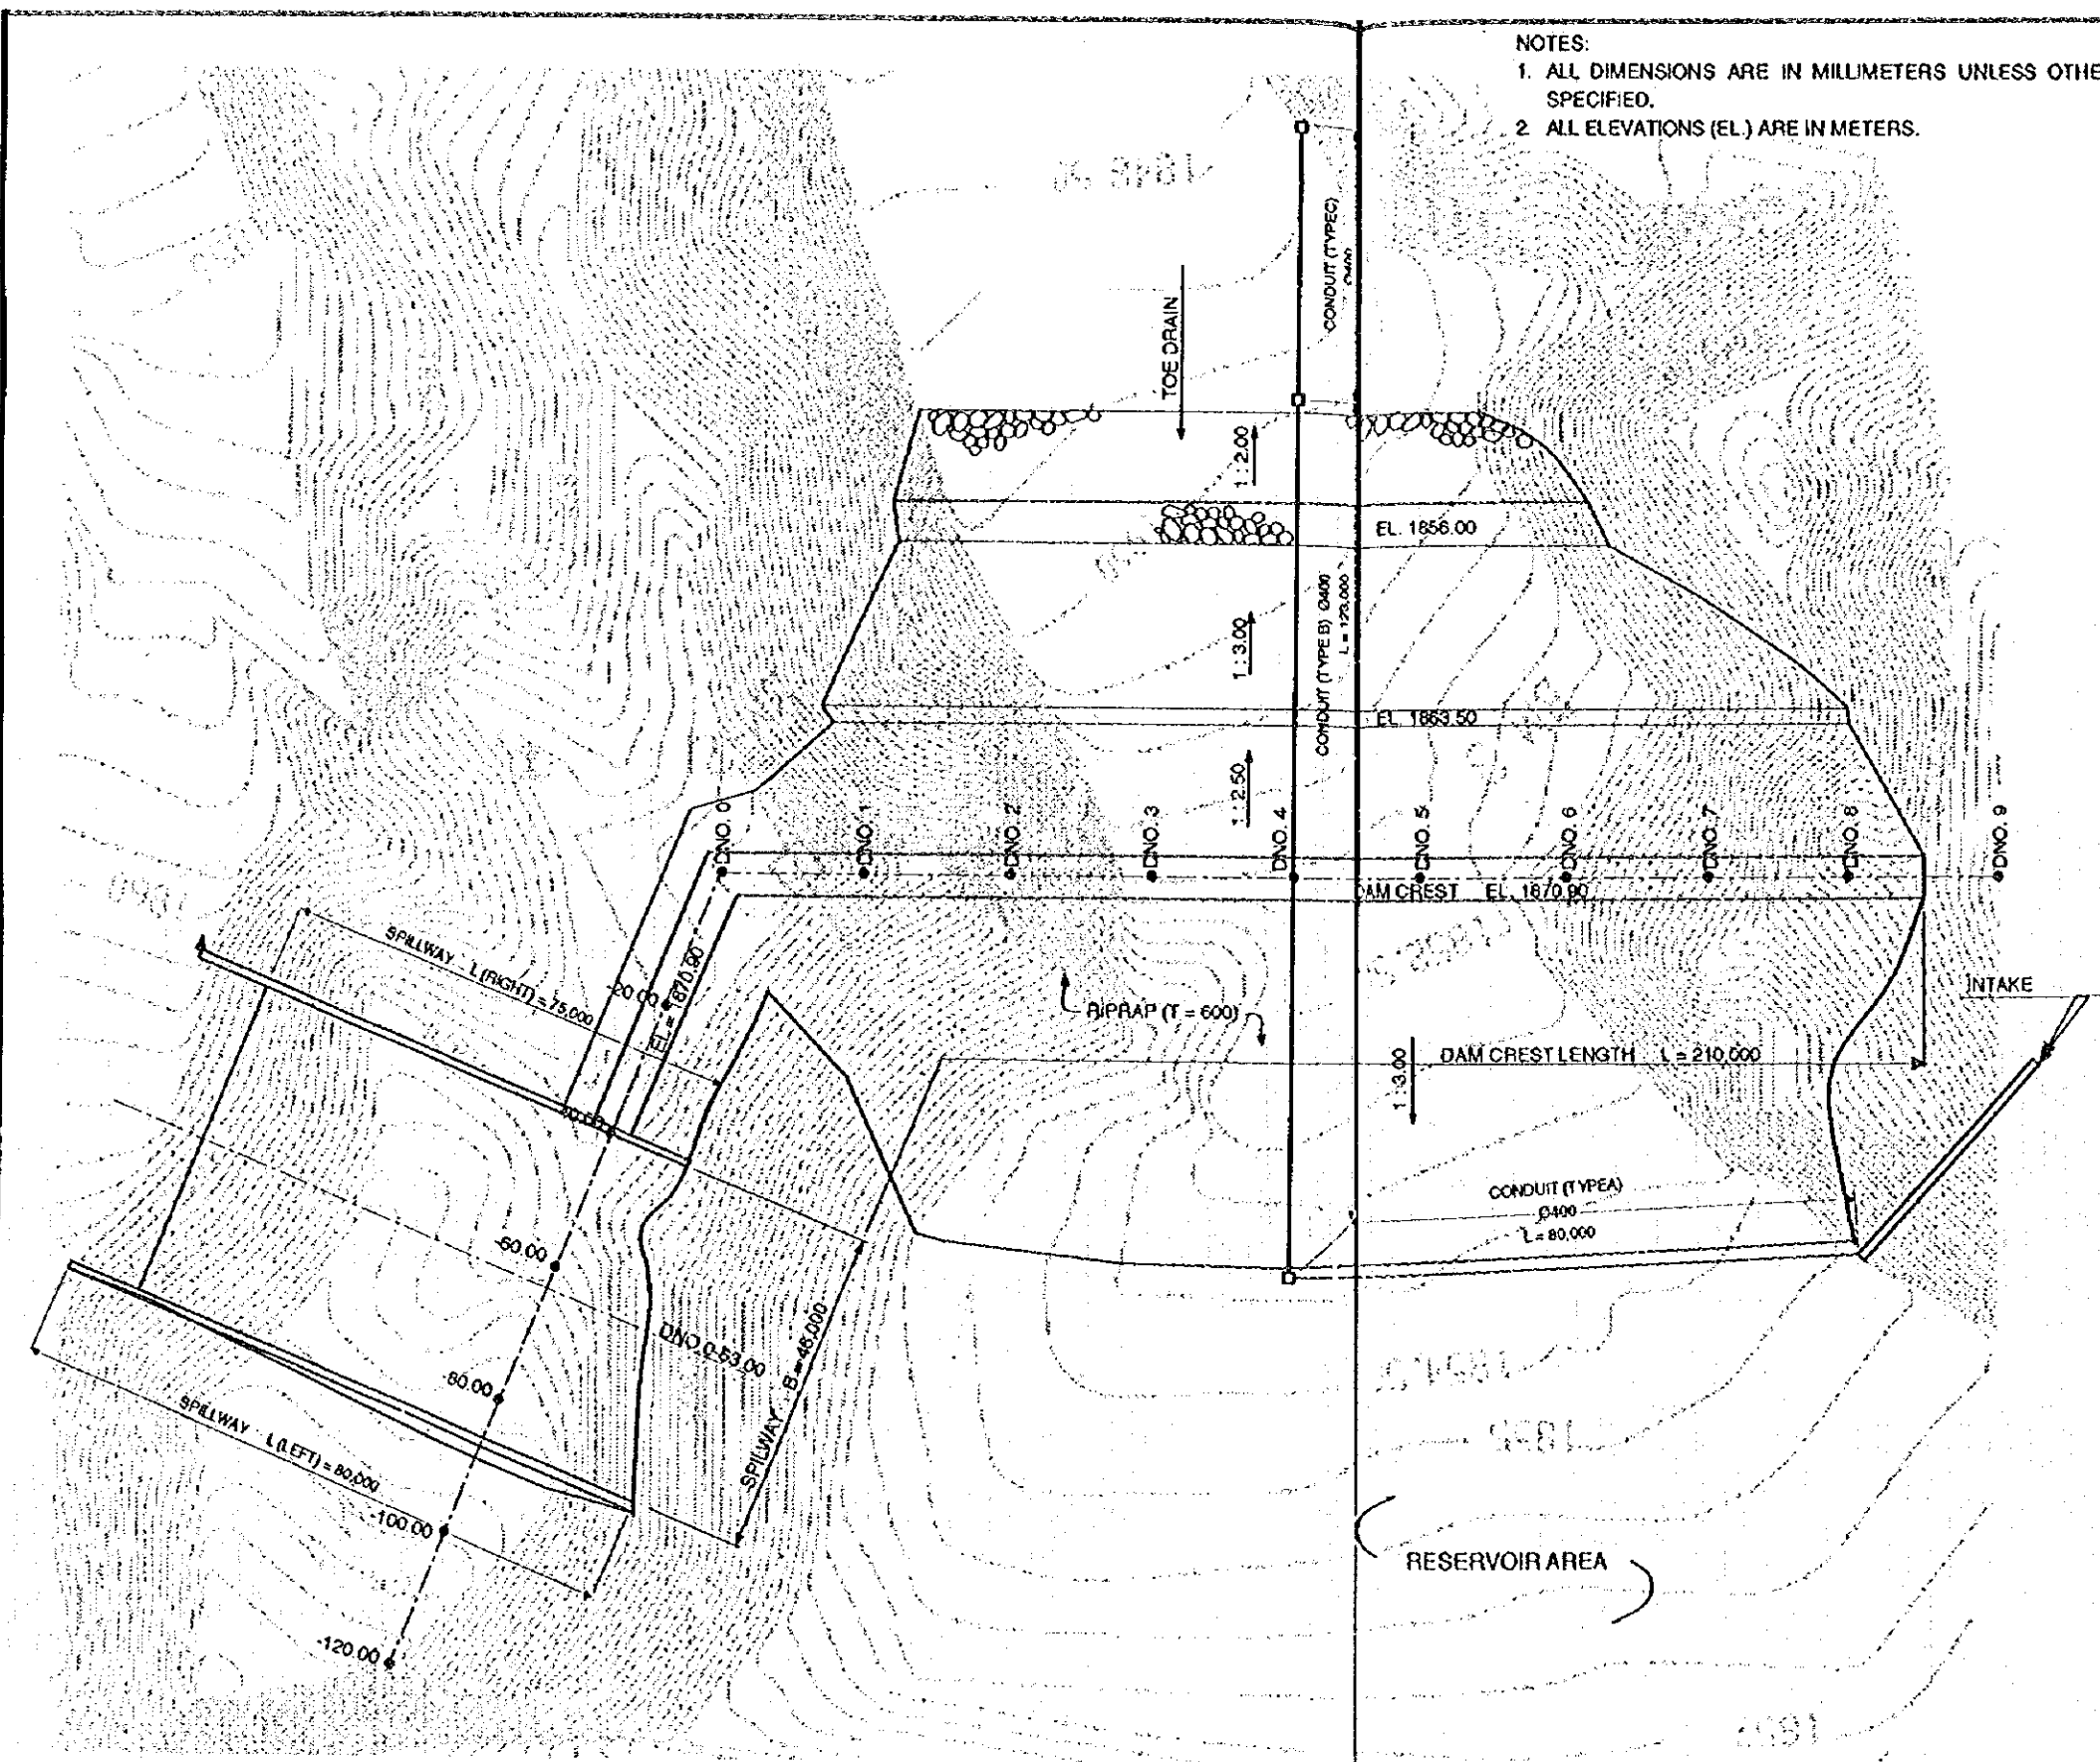 NOTES:
1. ALL DIMENSIONS ARE IN MILLIMETERS UNLESS OTHE
SPECIFIED.
2 ALL ELEVATIONS (EL.) ARE IN METERS.
CONDUIT (TYPEC)
Ø400
TOE DRAIN
1 : 2.00
EL. 1856.00
CONDUIT (TYPE B) Ø400
L = 123,000
1 : 3.00
EL. 1863.50
1 : 2.50
DNO. 0
DNO. 1
DNO. 2
DNO. 3
DNO. 4
DNO. 5
DNO. 6
DNO. 7
DNO. 8
DNO. 9
DAM CREST EL. 1870.90
SPILLWAY L (RIGHT) = 75,000
-20.00
EL = 1870.90
RIPRAP (T = 600)
INTAKE
1 : 3.00
DAM CREST LENGTH L = 210,000
CONDUIT (TYPEA)
Ø400
L = 80,000
-60.00
DNO.0-63.00
SPILWAY B = 46,000
-80.00
SPILLWAY L (LEFT) = 80,000
-100.00
-120.00
RESERVOIR AREA